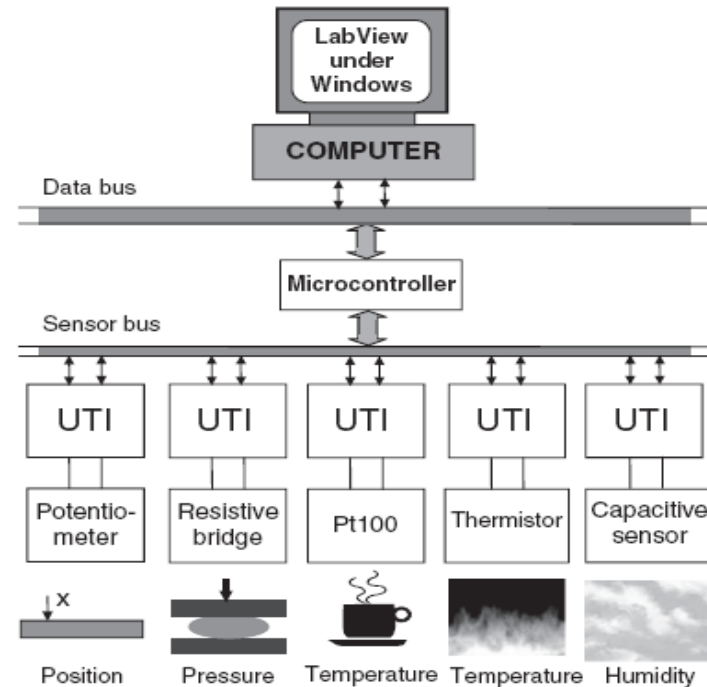 LabView
under
Windows
COMPUTER
Data bus
Microcontroller
Sensor bus
UTI UTI UTI UTI UTI
Potentio-
meter
Resistive
bridge
Pt100
Thermistor
Capacitive
sensor
x
Position Pressure Temperature Temperature Humidity